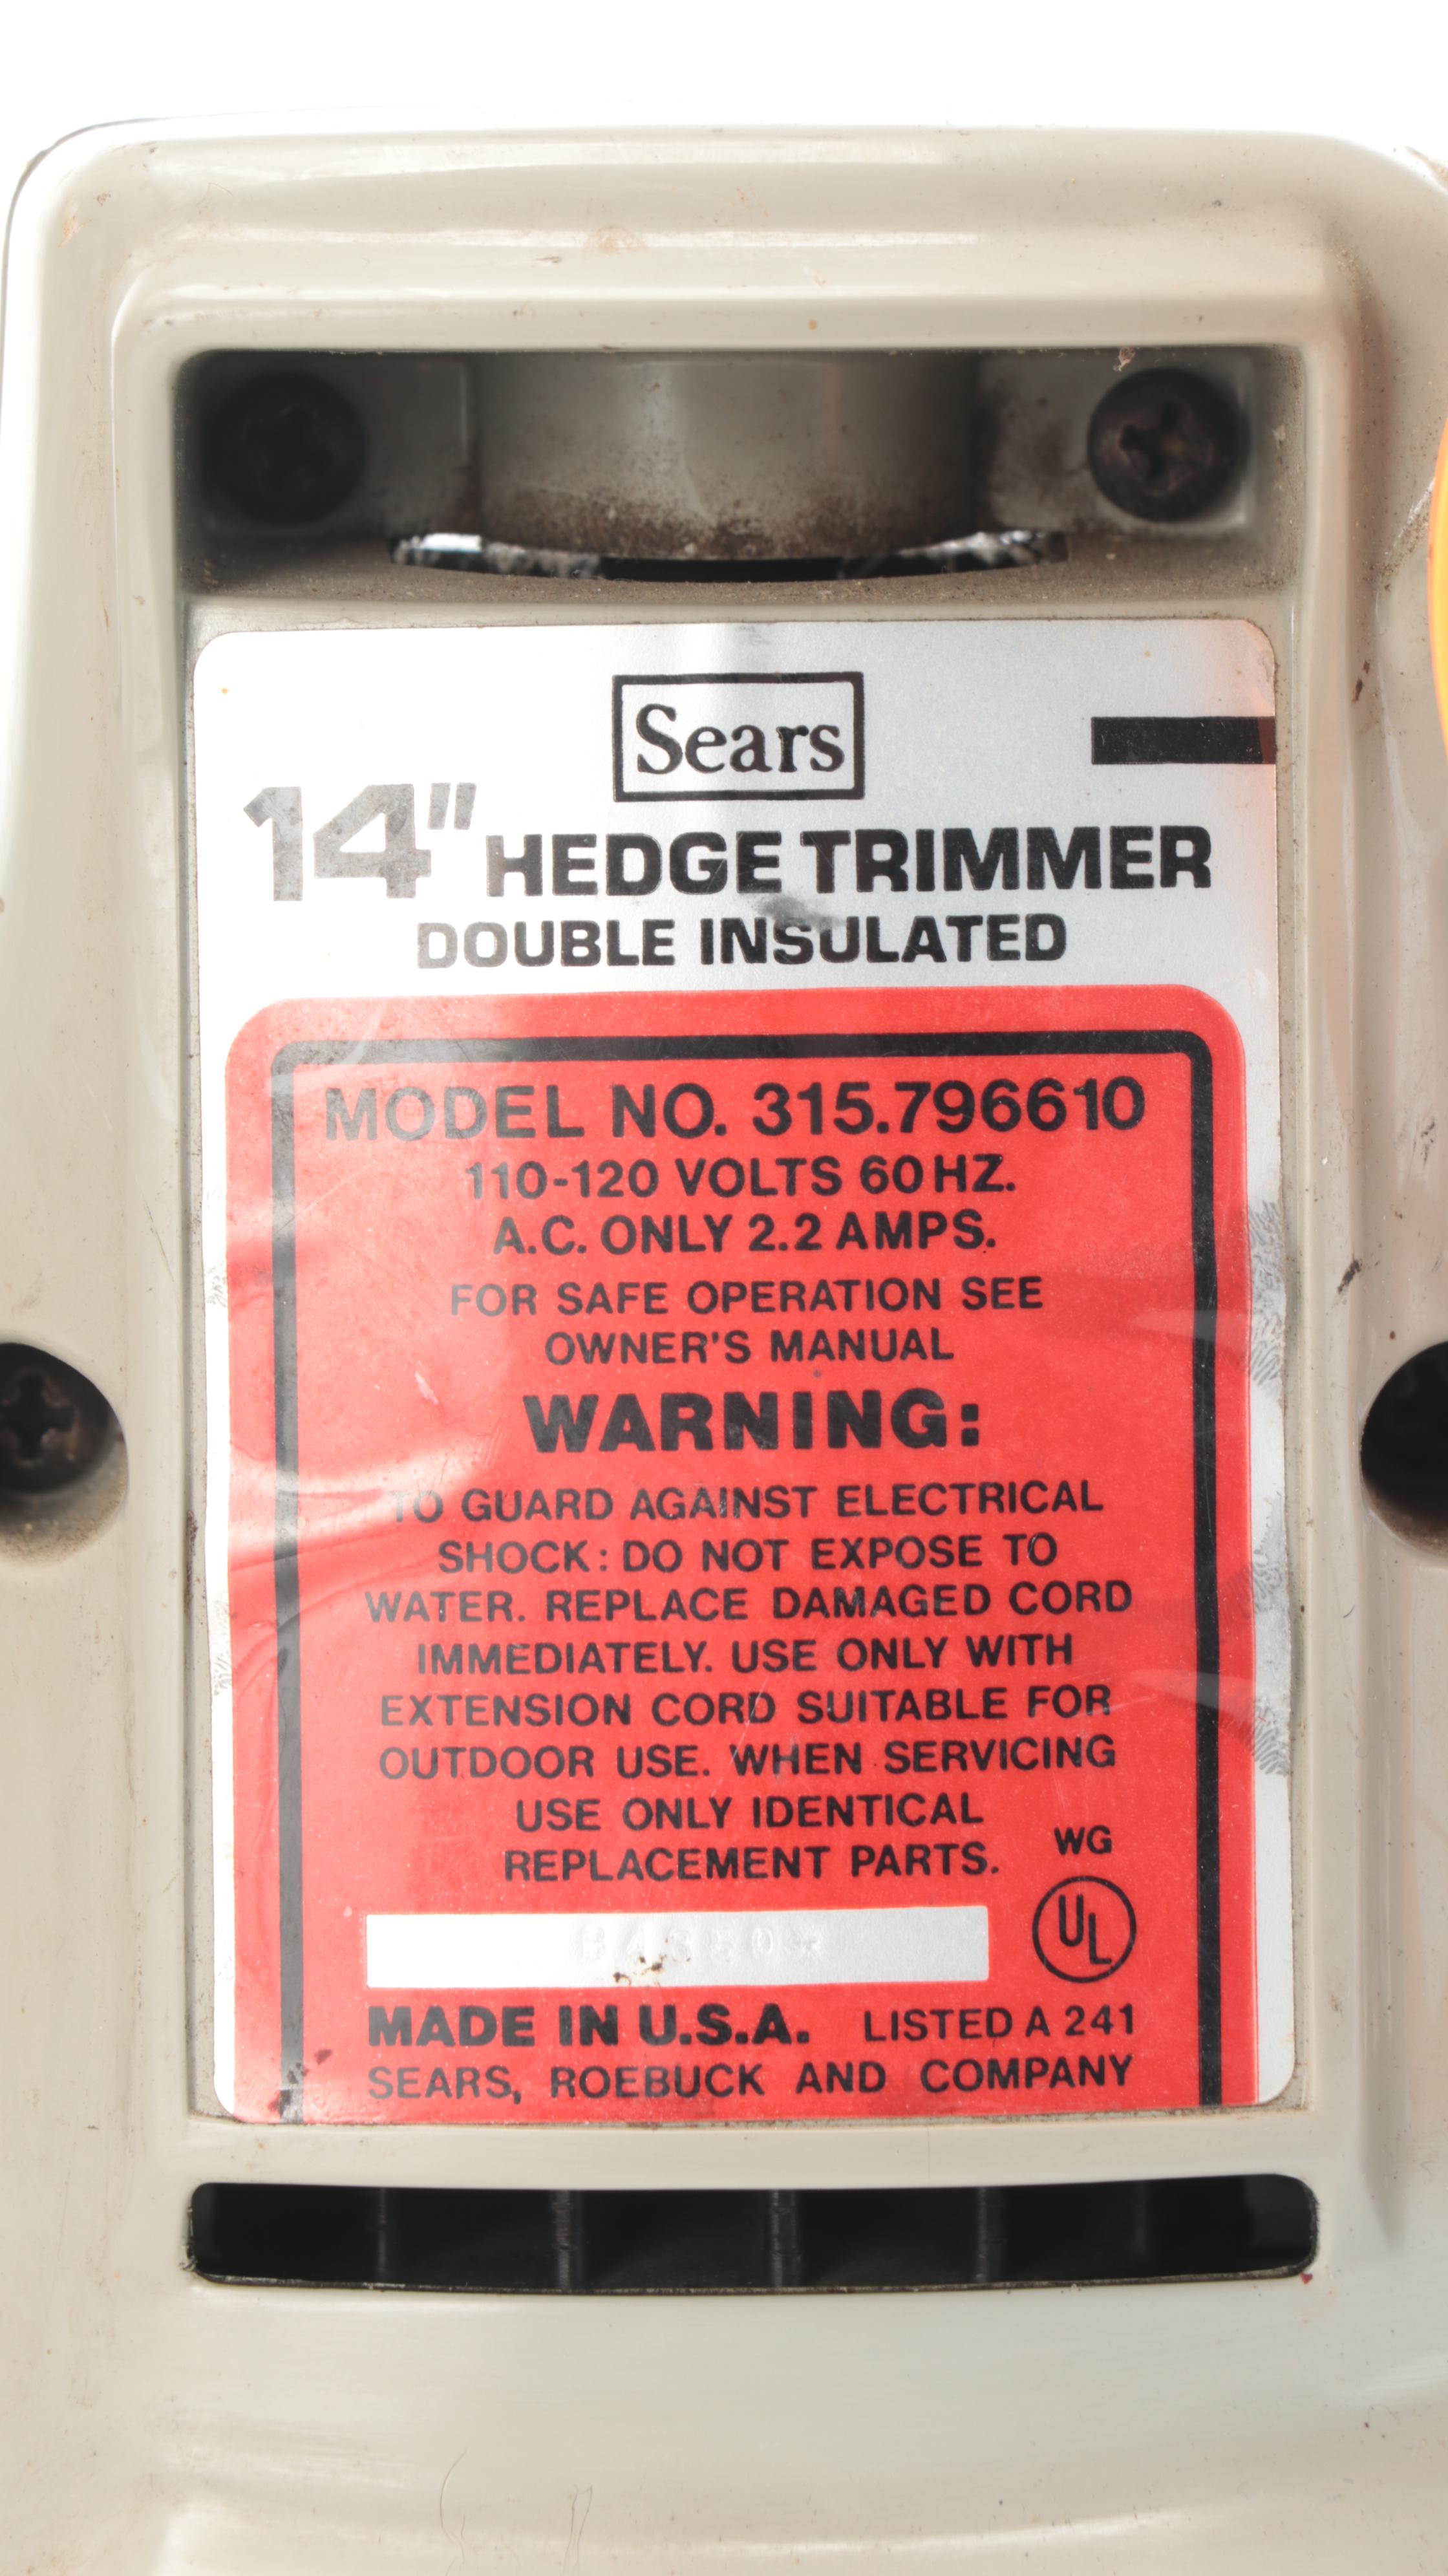 Sears
14" HEDGE TRIMMER
DOUBLE INSULATED
MODEL NO. 315.796610
110-120 VOLTS 60 HZ.
A.C. ONLY 2.2 AMPS.
FOR SAFE OPERATION SEE
OWNER'S MANUAL
WARNING:
TO GUARD AGAINST ELECTRICAL
SHOCK: DO NOT EXPOSE TO
WATER. REPLACE DAMAGED CORD
IMMEDIATELY. USE ONLY WITH
EXTENSION CORD SUITABLE FOR
OUTDOOR USE. WHEN SERVICING
USE ONLY IDENTICAL
REPLACEMENT PARTS.
WG
UL
MADE IN U.S.A. LISTED A 241
SEARS, ROEBUCK AND COMPANY